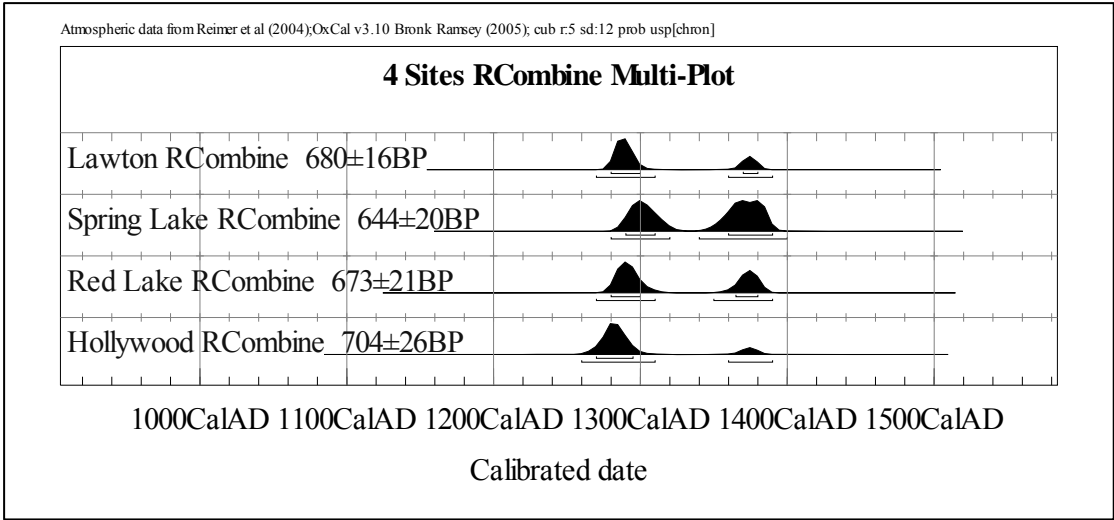 Atmospheric data from Reimer et al (2004);OxCal v3.10 Bronk Ramsey (2005); cub r:5 sd:12 prob usp[chron]
4 Sites RCombine Multi-Plot
Lawton RCombine 680±16BP
Spring Lake RCombine 644±20BP
Red Lake RCombine 673±21BP
Hollywood RCombine 704±26BP
1000CalAD 1100CalAD 1200CalAD 1300CalAD 1400CalAD 1500CalAD
Calibrated date